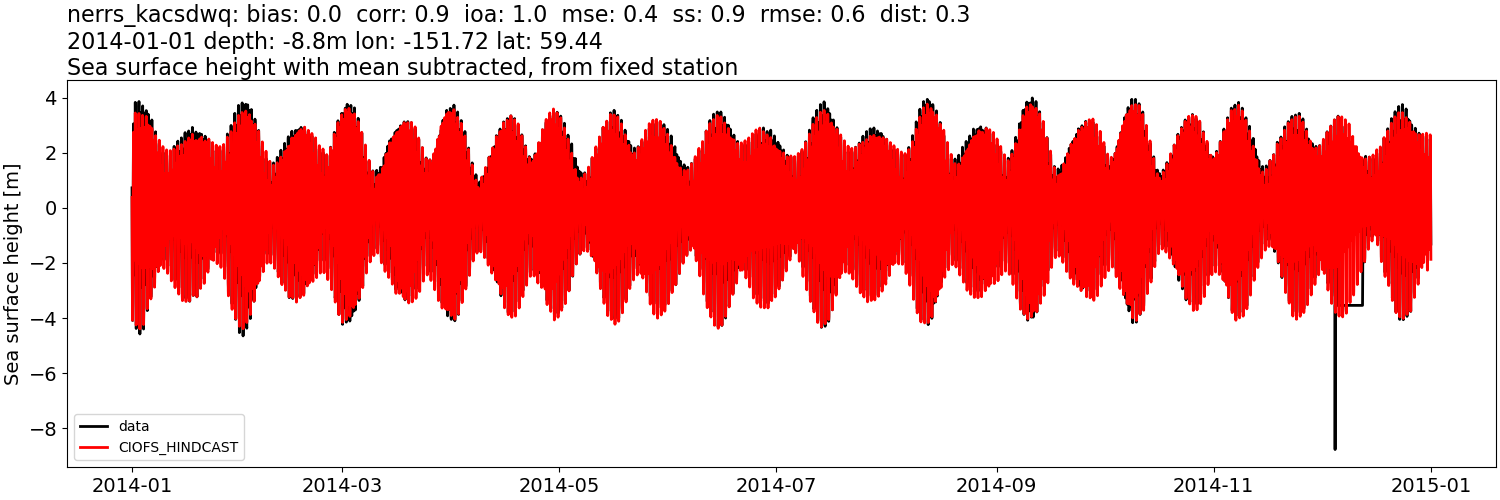 nerrs_kacsdwq: bias: 0.0  corr: 0.9  ioa: 1.0  mse: 0.4  ss: 0.9  rmse: 0.6  dist: 0.3
2014-01-01 depth: -8.8m lon: -151.72 lat: 59.44
Sea surface height with mean subtracted, from fixed station
Sea surface height [m]
4
2
0
−2
−4
−6
−8
data
CIOFS_HINDCAST
2014-01
2014-03
2014-05
2014-07
2014-09
2014-11
2015-01